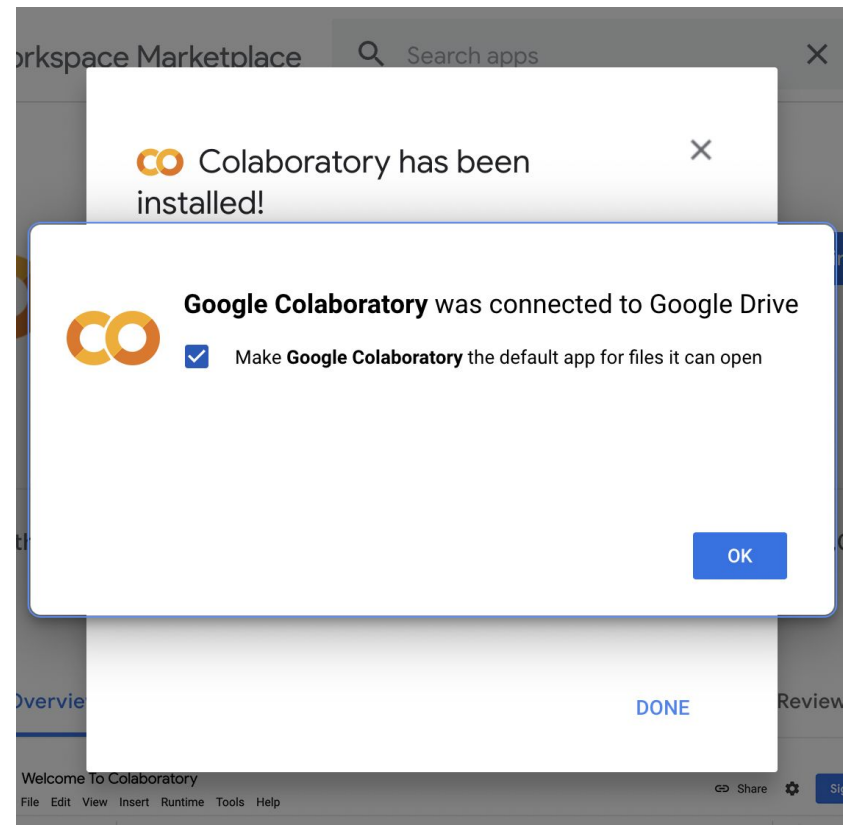 Workspace Marketplace
Search apps
Colaboratory has been
installed!
Google Colaboratory was connected to Google Drive
Make Google Colaboratory the default app for files it can open
OK
DONE
Overview
Review
Welcome To Colaboratory
Share
File Edit View Insert Runtime Tools Help